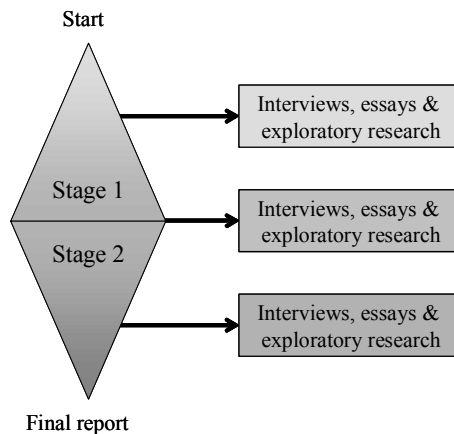 Start
Interviews, essays &
exploratory research
Stage 1
Interviews, essays &
exploratory research
Stage 2
Interviews, essays &
exploratory research
Final report